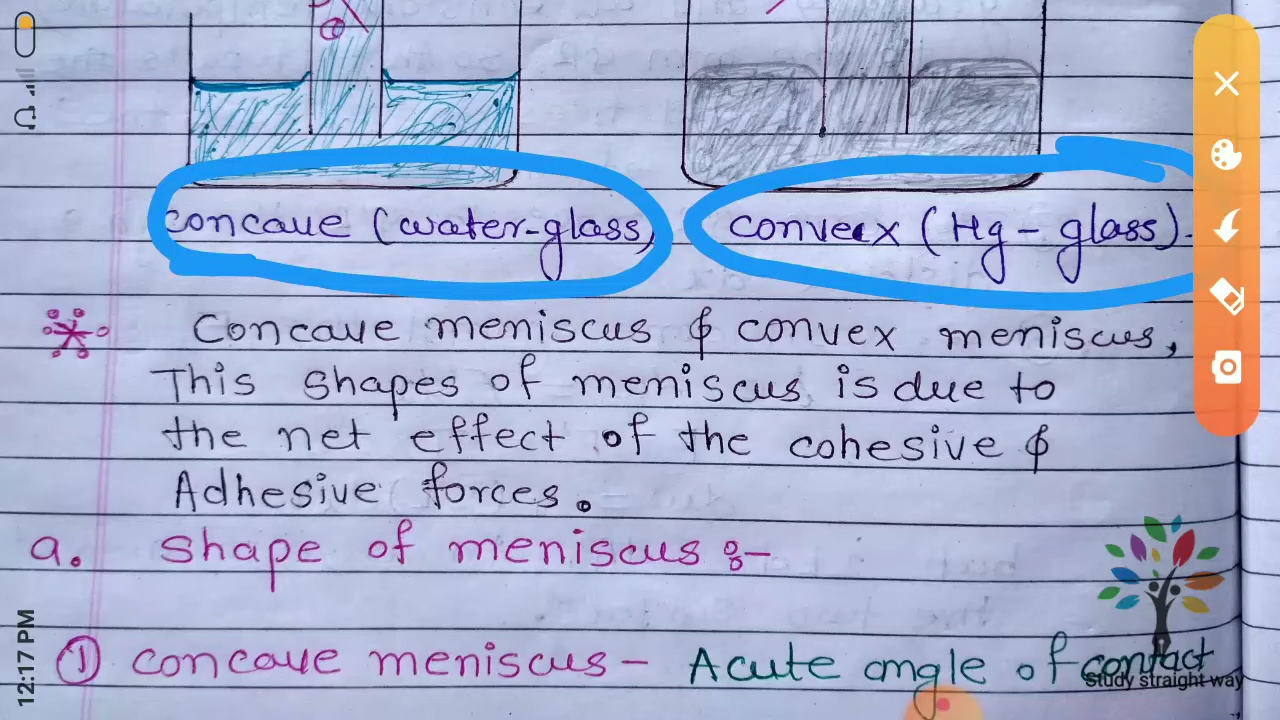 θ
concave (water-glass)
conveex (Hg - glass).
Concave meniscus & convex meniscus,
This shapes of meniscus is due to
the net effect of the cohesive &
Adhesive forces.
a. shape of meniscus :-
① concave meniscus - Acute angle of contact
Study straight way
12:17 PM